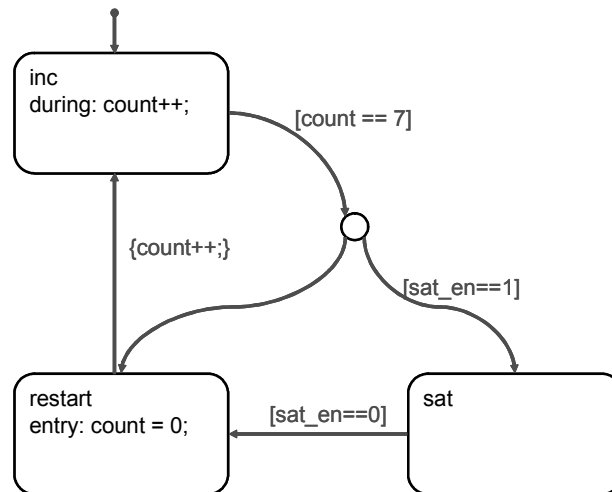 inc
during: count++;
[count == 7]
{count++;}
[sat_en==1]
restart
entry: count = 0;
[sat_en==0]
sat